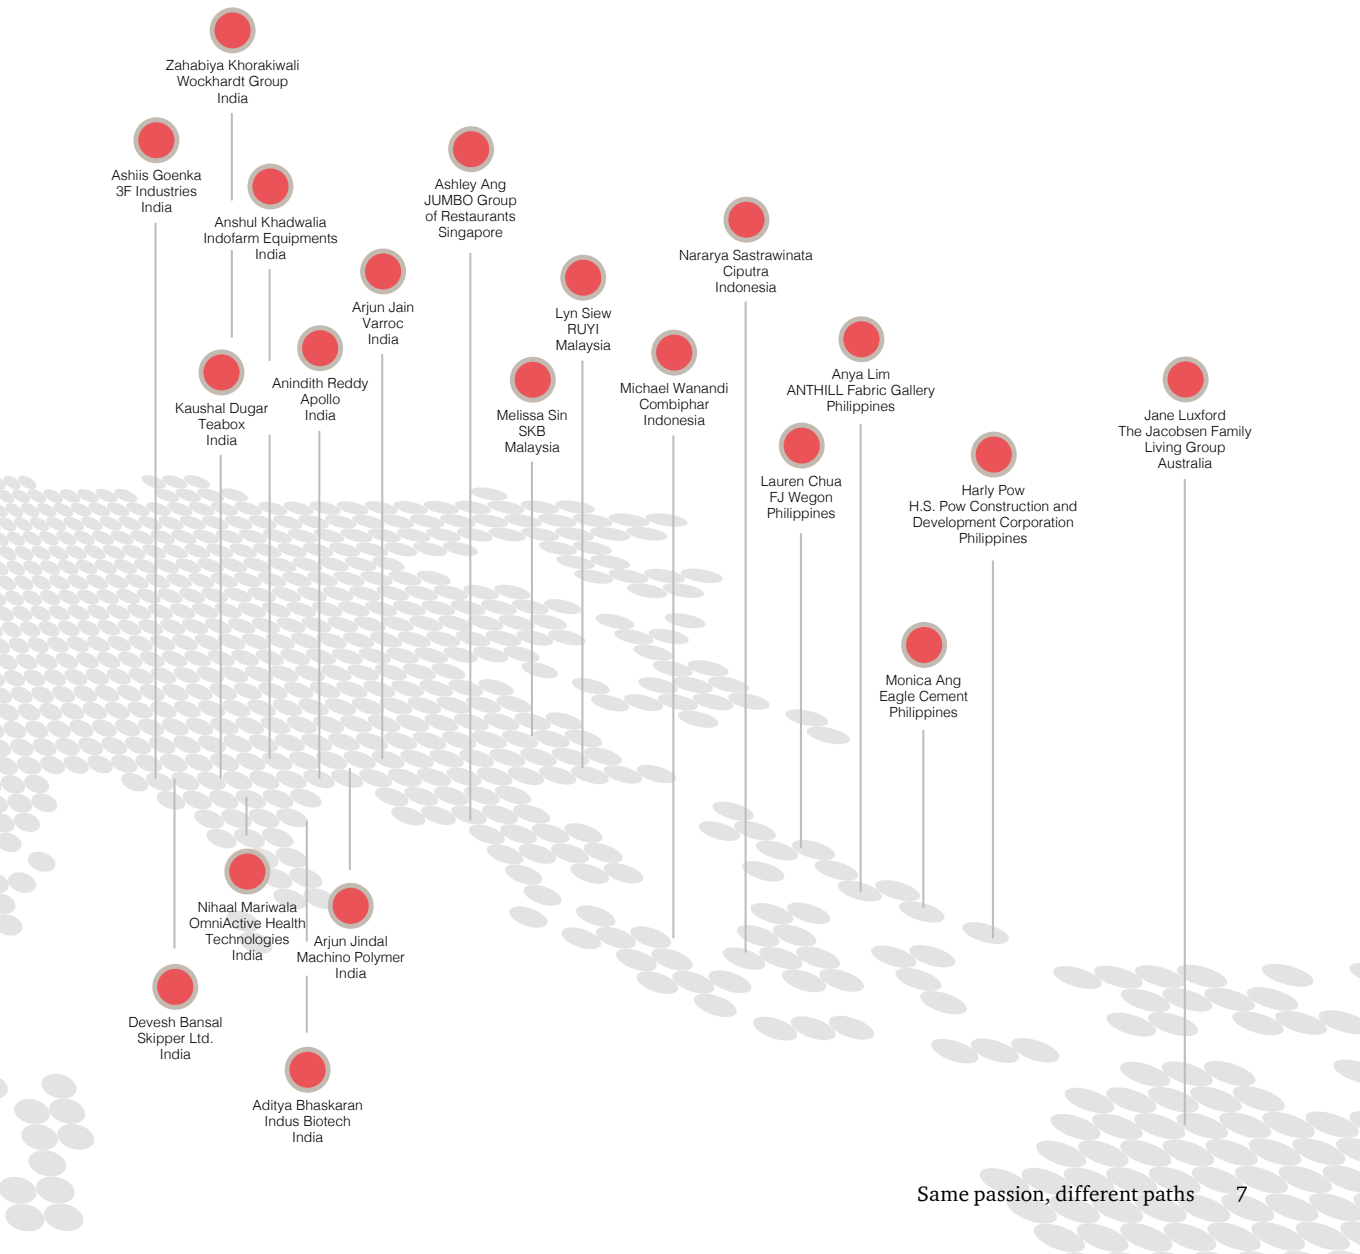 Zahabiya Khorakiwali
Wockhardt Group
India
Ashiis Goenka
3F Industries
India
Anshul Khadwalia
Indofarm Equipments
India
Ashley Ang
JUMBO Group
of Restaurants
Singapore
Arjun Jain
Varroc
India
Lyn Siew
RUYI
Malaysia
Nararya Sastrawinata
Ciputra
Indonesia
Kaushal Dugar
Teabox
India
Anindith Reddy
Apollo
India
Melissa Sin
SKB
Malaysia
Michael Wanandi
Combiphar
Indonesia
Anya Lim
ANTHILL Fabric Gallery
Philippines
Jane Luxford
The Jacobsen Family
Living Group
Australia
Lauren Chua
FJ Wegon
Philippines
Harly Pow
H.S. Pow Construction and
Development Corporation
Philippines
Monica Ang
Eagle Cement
Philippines
Nihaal Mariwala
OmniActive Health
Technologies
India
Arjun Jindal
Machino Polymer
India
Devesh Bansal
Skipper Ltd.
India
Aditya Bhaskaran
Indus Biotech
India
Same passion, different paths 7